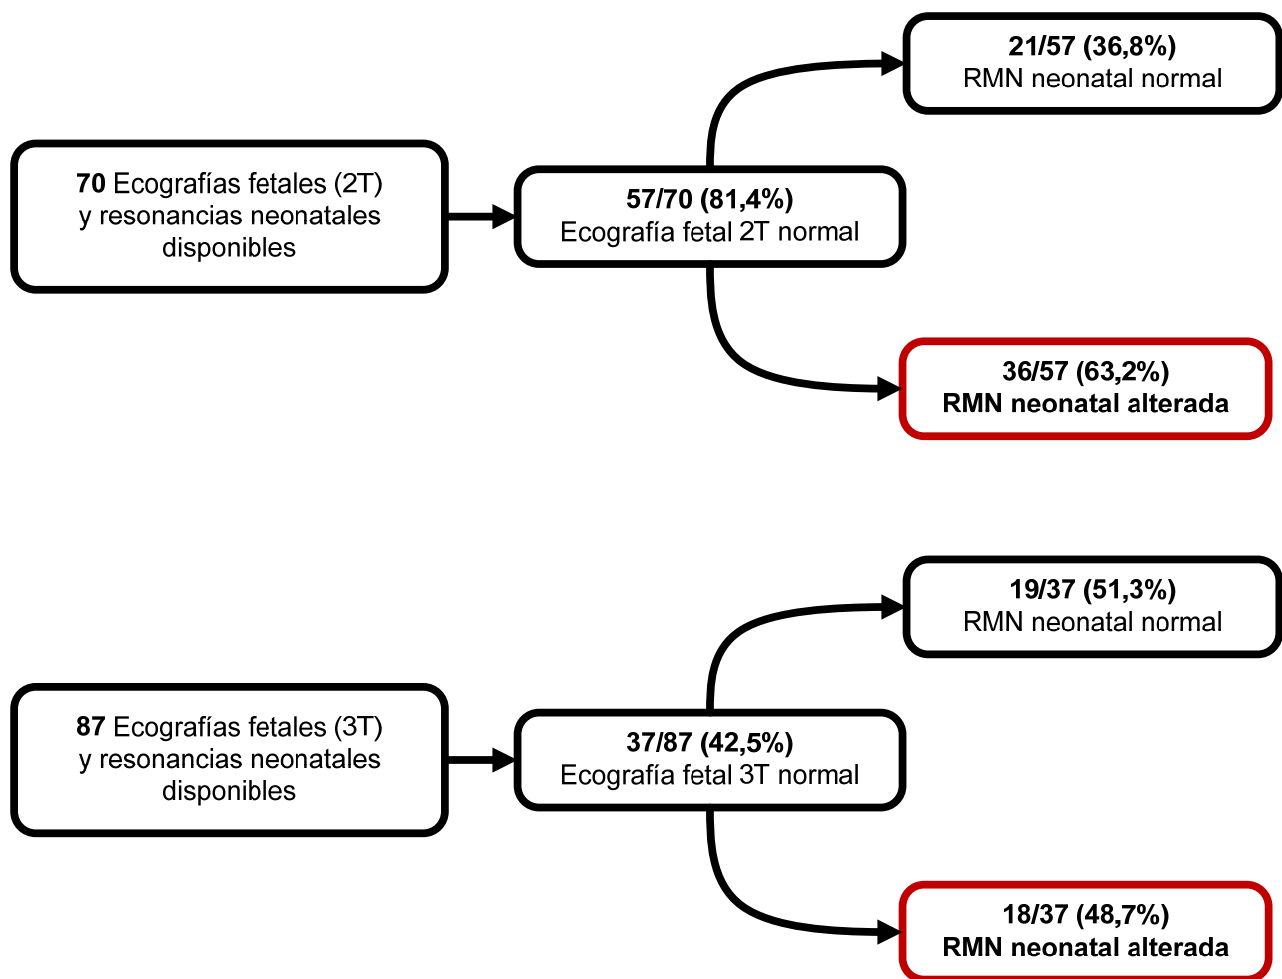 70 Ecografías fetales (2T)
y resonancias neonatales
disponibles
57/70 (81,4%)
Ecografía fetal 2T normal
21/57 (36,8%)
RMN neonatal normal
36/57 (63,2%)
RMN neonatal alterada
87 Ecografías fetales (3T)
y resonancias neonatales
disponibles
37/87 (42,5%)
Ecografía fetal 3T normal
19/37 (51,3%)
RMN neonatal normal
18/37 (48,7%)
RMN neonatal alterada